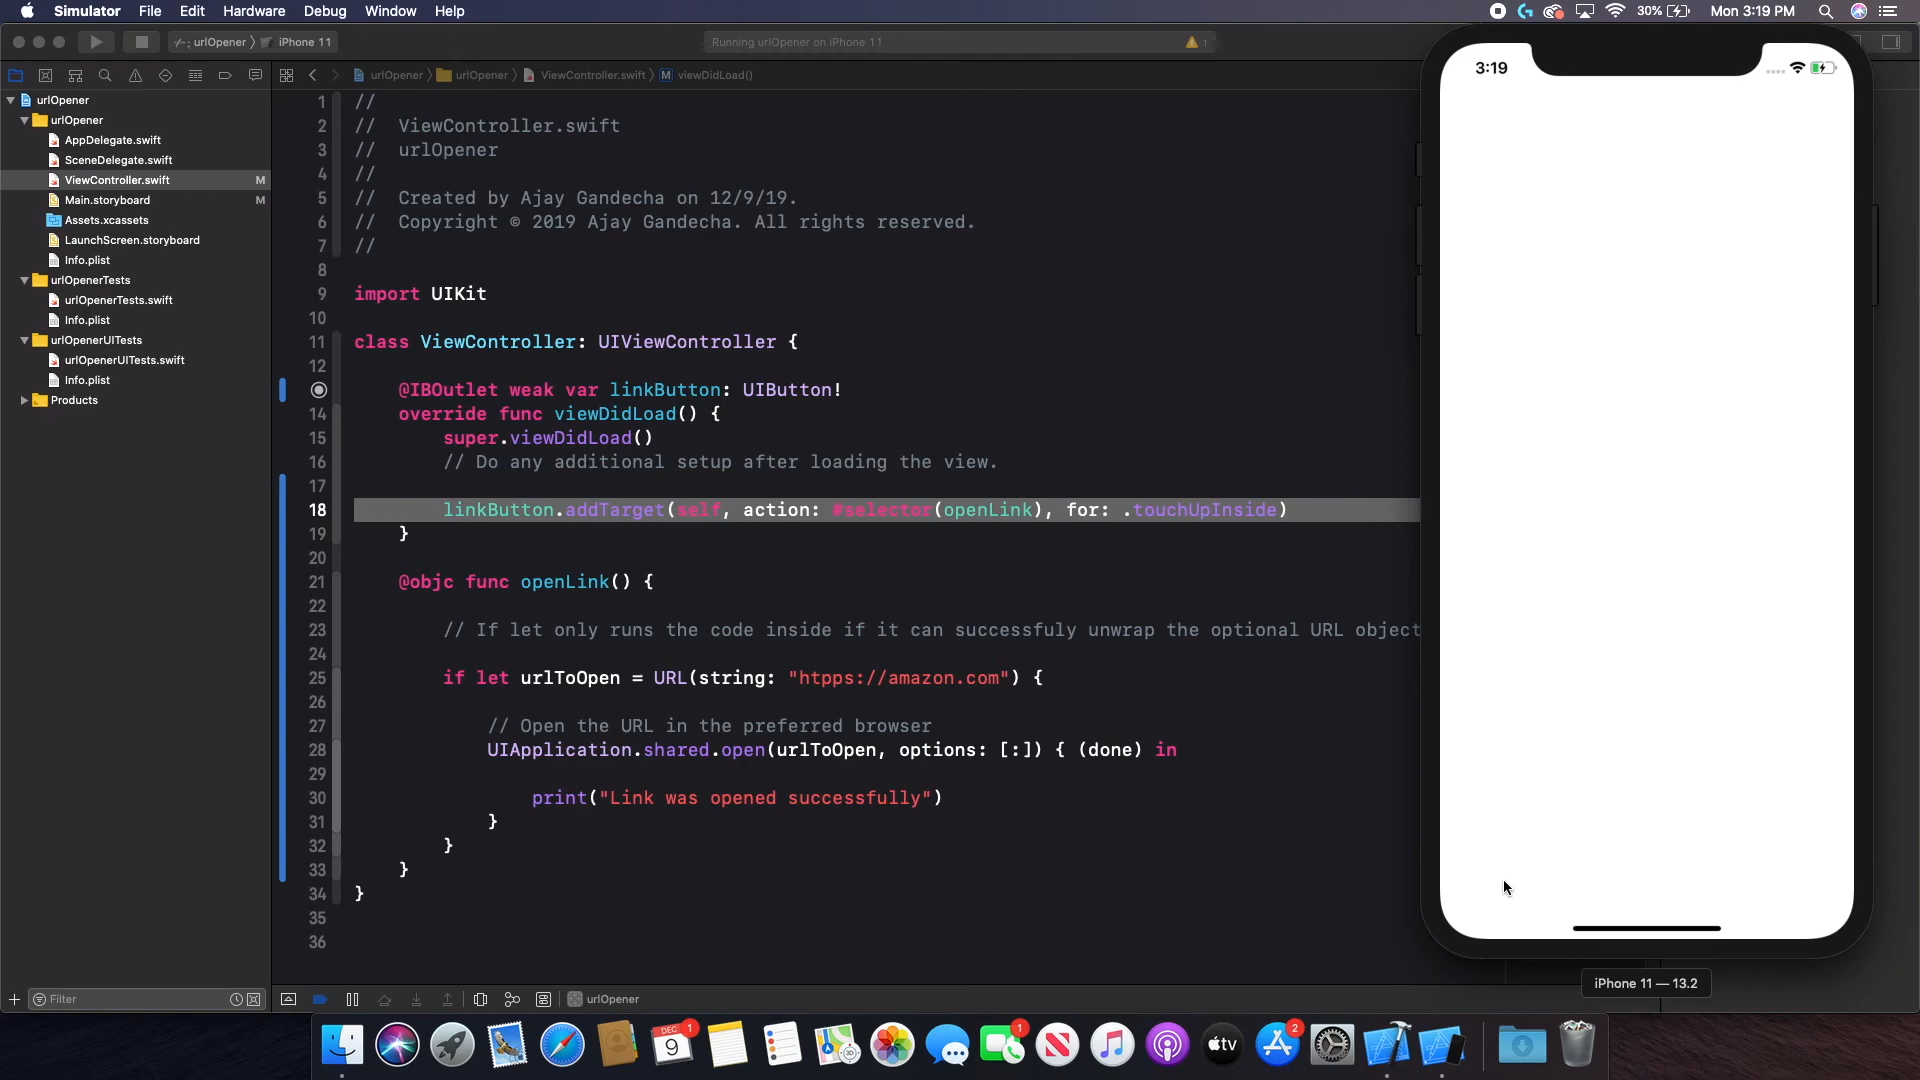 Simulator File Edit Hardware Debug Window Help 30% Mon 3:19 PM
urlOpener iPhone 11 Running urlOpener on iPhone 11 1
urlOpener urlOpener ViewController.swift M viewDidLoad()
urlOpener
urlOpener
AppDelegate.swift
SceneDelegate.swift
ViewController.swift M
Main.storyboard M
Assets.xcassets
LaunchScreen.storyboard
Info.plist
urlOpenerTests
urlOpenerTests.swift
Info.plist
urlOpenerUITests
urlOpenerUITests.swift
Info.plist
Products
Filter
1 //
2 // ViewController.swift
3 // urlOpener
4 //
5 // Created by Ajay Gandecha on 12/9/19.
6 // Copyright © 2019 Ajay Gandecha. All rights reserved.
7 //
8
9 import UIKit
10
11 class ViewController: UIViewController {
12
@IBOutlet weak var linkButton: UIButton!
14 override func viewDidLoad() {
15 super.viewDidLoad()
16 // Do any additional setup after loading the view.
17
18 linkButton.addTarget(self, action: #selector(openLink), for: .touchUpInside)
19 }
20
21 @objc func openLink() {
22
23 // If let only runs the code inside if it can successfuly unwrap the optional URL object
24
25 if let urlToOpen = URL(string: "htpps://amazon.com") {
26
27 // Open the URL in the preferred browser
28 UIApplication.shared.open(urlToOpen, options: [:]) { (done) in
29
30 print("Link was opened successfully")
31 }
32 }
33 }
34 }
35
36
urlOpener
3:19
iPhone 11 — 13.2
DEC
9
1
1
2
3D
tv